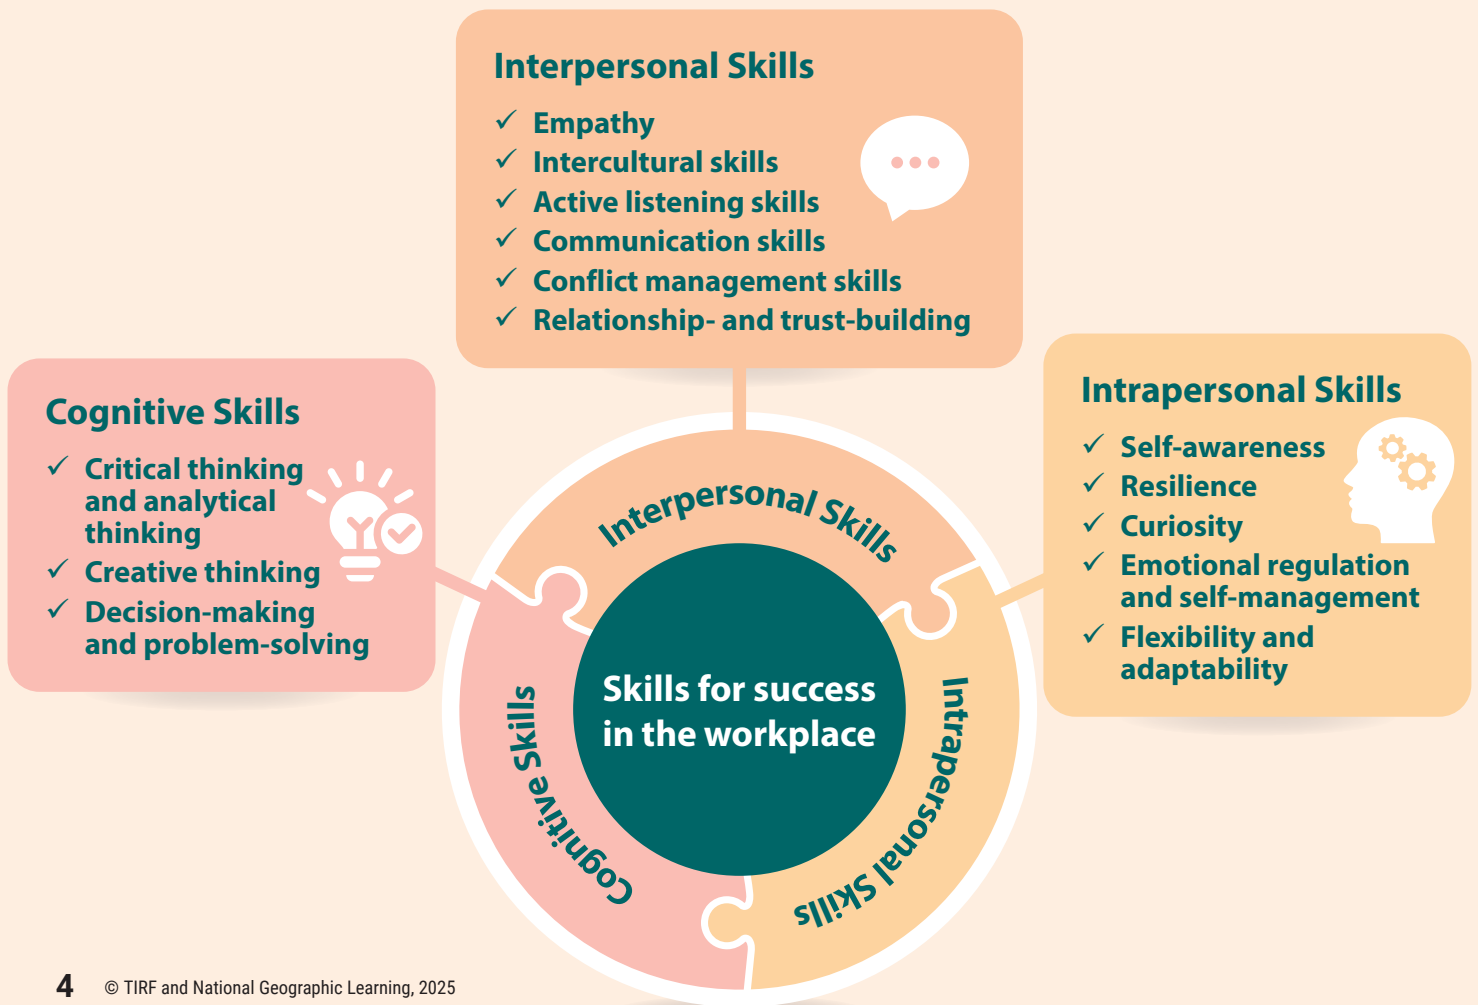 Interpersonal Skills
✓ Empathy
✓ Intercultural skills
✓ Active listening skills
✓ Communication skills
✓ Conflict management skills
✓ Relationship- and trust-building
Cognitive Skills
✓ Critical thinking
and analytical
thinking
✓ Creative thinking
✓ Decision-making
and problem-solving
Intrapersonal Skills
✓ Self-awareness
✓ Resilience
✓ Curiosity
✓ Emotional regulation
and self-management
✓ Flexibility and
adaptability
Interpersonal Skills
Cognitive Skills
Intrapersonal Skills
Skills for success
in the workplace
4 © TIRF and National Geographic Learning, 2025